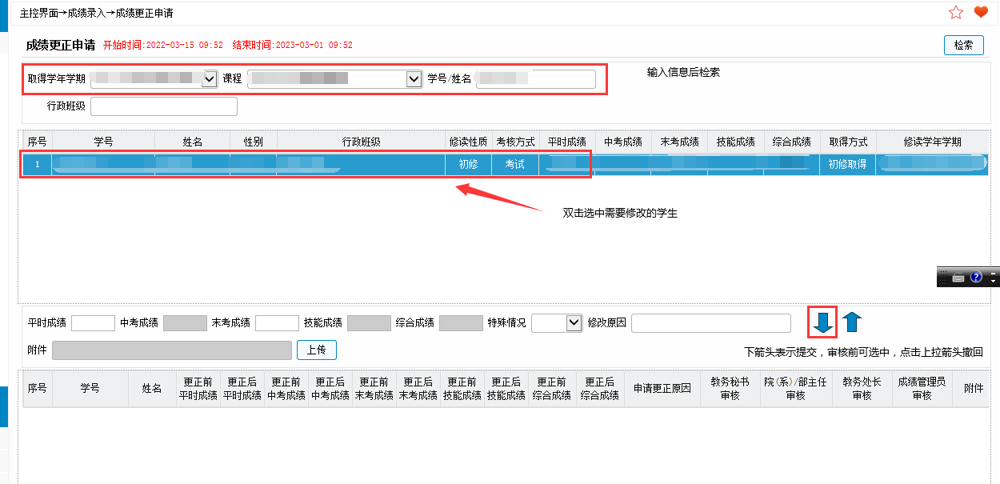 主控界面→成绩录入→成绩更正申请
成绩更正申请 开始时间:2022-03-15 09:52 结束时间:2023-03-01 09:52 检索
取得学年学期 课程 学号/姓名 输入信息后检索
行政班级
序号 学号 姓名 性别 行政班级 修读性质 考核方式 平时成绩 中考成绩 末考成绩 技能成绩 综合成绩 取得方式 修读学年学期
1 初修 考试 初修取得
双击选中需要修改的学生
平时成绩 中考成绩 末考成绩 技能成绩 综合成绩 特殊情况 修改原因
附件 上传 下箭头表示提交，审核前可选中，点击上拉箭头撤回
序号 学号 姓名 更正前 更正后 更正前 更正后 更正前 更正后 更正前 更正后 更正前 更正后 申请更正原因 教务秘书 院(系)/部主任 教务处长 成绩管理员 附件
平时成绩 平时成绩 中考成绩 中考成绩 末考成绩 末考成绩 技能成绩 技能成绩 综合成绩 综合成绩 审核 审核 审核 审核